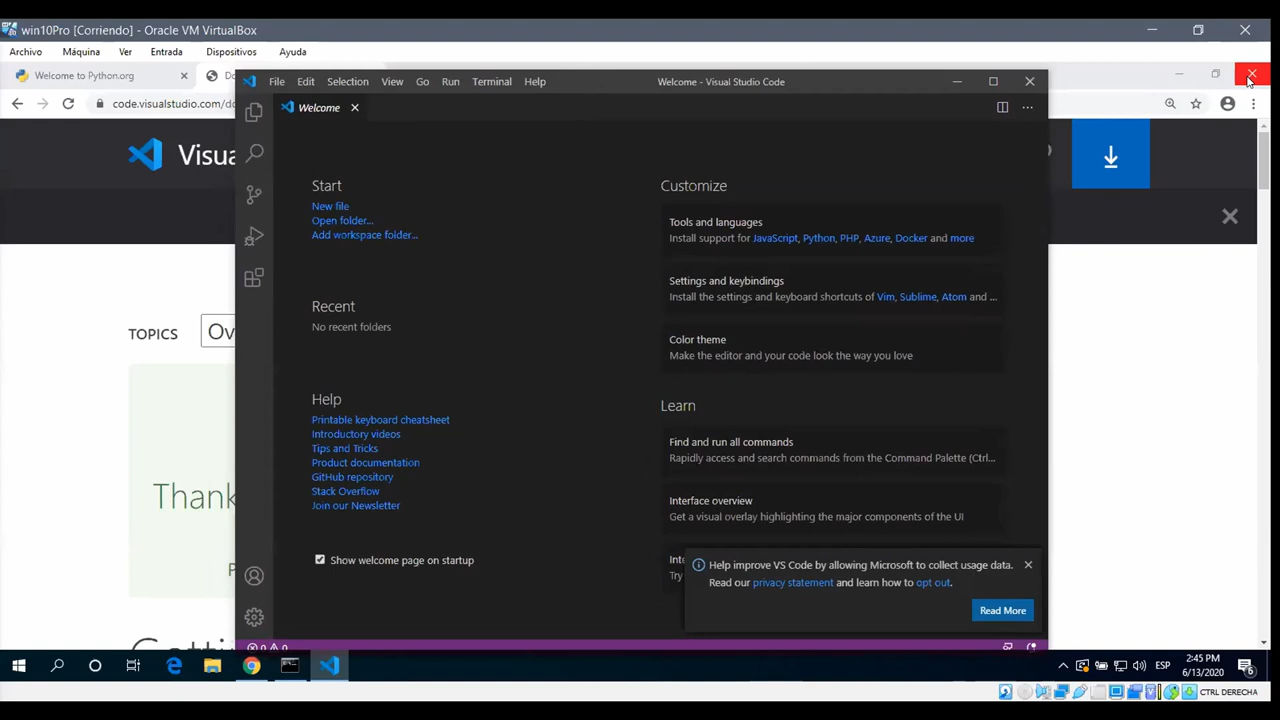 win10Pro [Corriendo] - Oracle VM VirtualBox
Archivo Máquina Ver Entrada Dispositivos Ayuda
Welcome to Python.org
File Edit Selection View Go Run Terminal Help Welcome - Visual Studio Code
code.visualstudio.com/
Welcome
Start
New file
Open folder...
Add workspace folder...
Recent
No recent folders
Help
Printable keyboard cheatsheet
Introductory videos
Tips and Tricks
Product documentation
GitHub repository
Stack Overflow
Join our Newsletter
Show welcome page on startup
Customize
Tools and languages
Install support for JavaScript, Python, PHP, Azure, Docker and more
Settings and keybindings
Install the settings and keyboard shortcuts of Vim, Sublime, Atom and ...
Color theme
Make the editor and your code look the way you love
Learn
Find and run all commands
Rapidly access and search commands from the Command Palette (Ctrl...
Interface overview
Get a visual overlay highlighting the major components of the UI
Try
Help improve VS Code by allowing Microsoft to collect usage data.
Read our privacy statement and learn how to opt out.
Read More
TOPICS
0 0
ESP
2:45 PM
6/13/2020
6
CTRL DERECHA